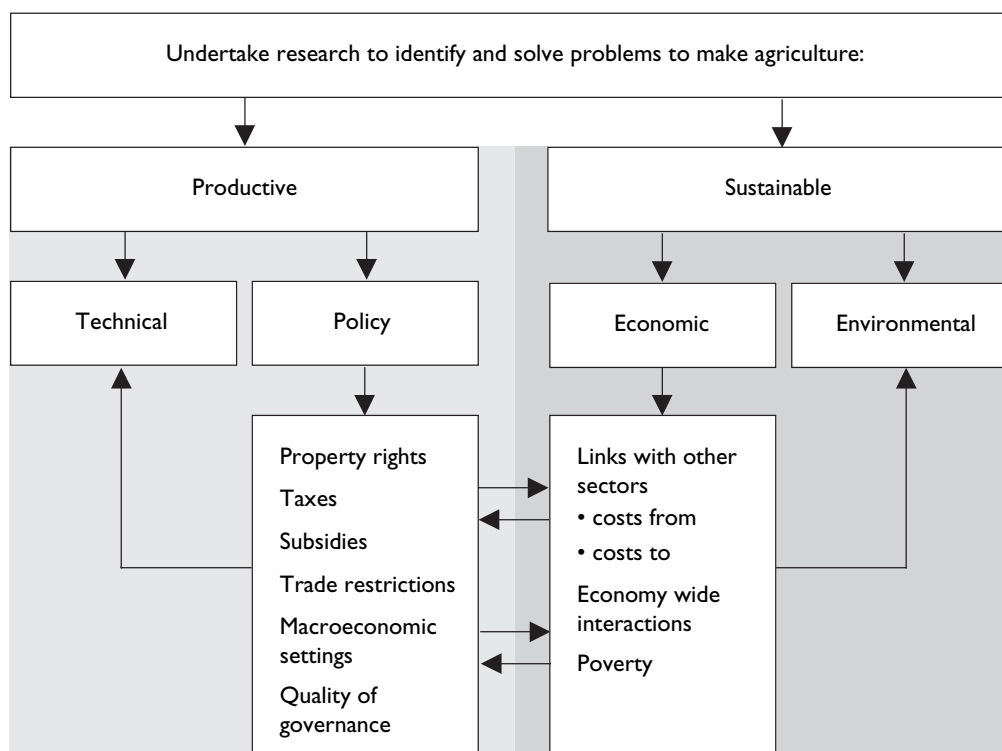 Undertake research to identify and solve problems to make agriculture:
Productive
Sustainable
Technical
Policy
Economic
Environmental
Property rights
Taxes
Subsidies
Trade restrictions
Macroeconomic
settings
Quality of
governance
Links with other
sectors
• costs from
• costs to
Economy wide
interactions
Poverty